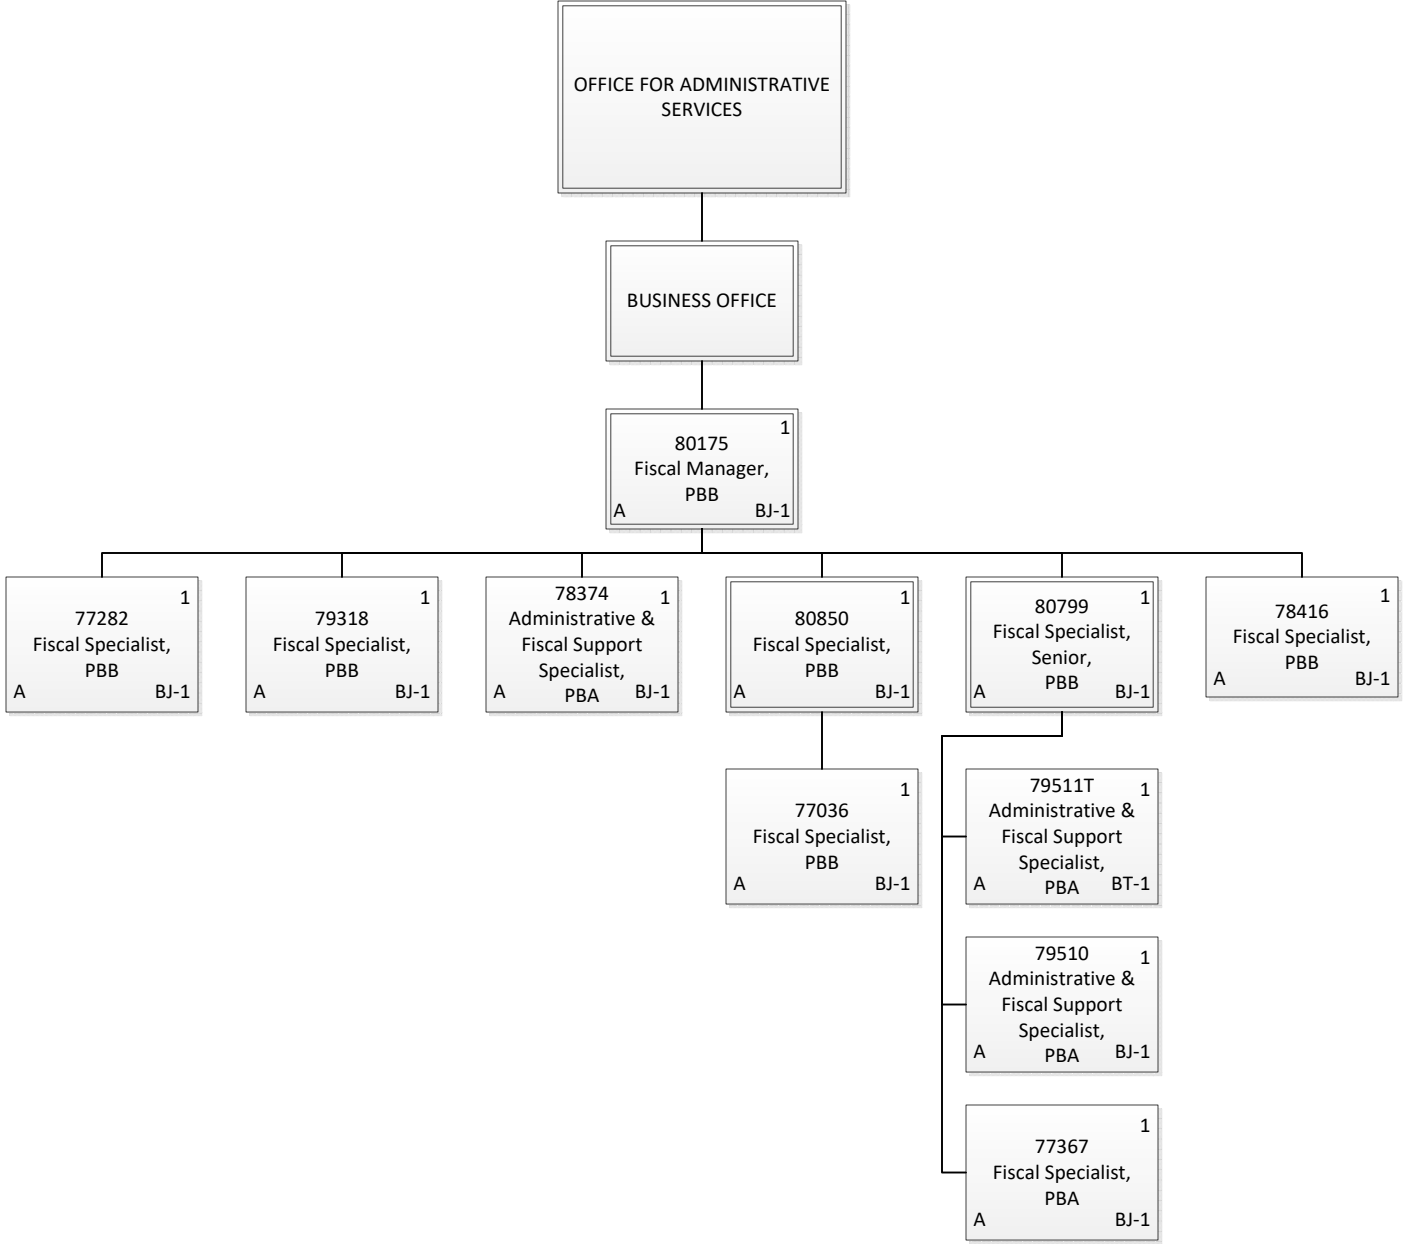 OFFICE FOR ADMINISTRATIVE
SERVICES
BUSINESS OFFICE
1
80175
Fiscal Manager,
PBB
A BJ-1
1
77282
Fiscal Specialist,
PBB
A BJ-1
1
79318
Fiscal Specialist,
PBB
A BJ-1
78374 1
Administrative &
Fiscal Support
Specialist,
A PBA BJ-1
1
80850
Fiscal Specialist,
PBB
A BJ-1
80799 1
Fiscal Specialist,
Senior,
PBB
A BJ-1
1
78416
Fiscal Specialist,
PBB
A BJ-1
1
77036
Fiscal Specialist,
PBB
A BJ-1
79511T 1
Administrative &
Fiscal Support
Specialist,
A PBA BT-1
79510 1
Administrative &
Fiscal Support
Specialist,
A PBA BJ-1
1
77367
Fiscal Specialist,
PBA
A BJ-1